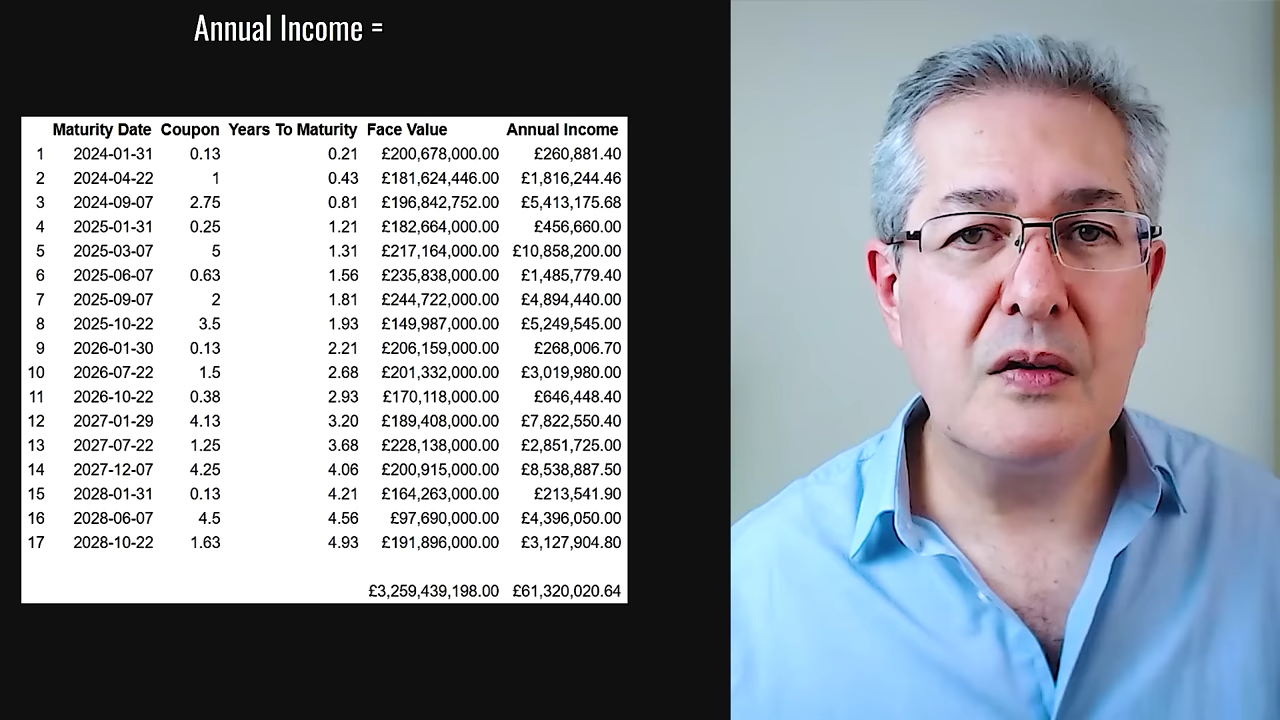 Annual Income =
Maturity Date Coupon Years To Maturity Face Value Annual Income
1 2024-01-31 0.13 0.21 £200,678,000.00 £260,881.40
2 2024-04-22 1 0.43 £181,624,446.00 £1,816,244.46
3 2024-09-07 2.75 0.81 £196,842,752.00 £5,413,175.68
4 2025-01-31 0.25 1.21 £182,664,000.00 £456,660.00
5 2025-03-07 5 1.31 £217,164,000.00 £10,858,200.00
6 2025-06-07 0.63 1.56 £235,838,000.00 £1,485,779.40
7 2025-09-07 2 1.81 £244,722,000.00 £4,894,440.00
8 2025-10-22 3.5 1.93 £149,987,000.00 £5,249,545.00
9 2026-01-30 0.13 2.21 £206,159,000.00 £268,006.70
10 2026-07-22 1.5 2.68 £201,332,000.00 £3,019,980.00
11 2026-10-22 0.38 2.93 £170,118,000.00 £646,448.40
12 2027-01-29 4.13 3.20 £189,408,000.00 £7,822,550.40
13 2027-07-22 1.25 3.68 £228,138,000.00 £2,851,725.00
14 2027-12-07 4.25 4.06 £200,915,000.00 £8,538,887.50
15 2028-01-31 0.13 4.21 £164,263,000.00 £213,541.90
16 2028-06-07 4.5 4.56 £97,690,000.00 £4,396,050.00
17 2028-10-22 1.63 4.93 £191,896,000.00 £3,127,904.80
£3,259,439,198.00 £61,320,020.64